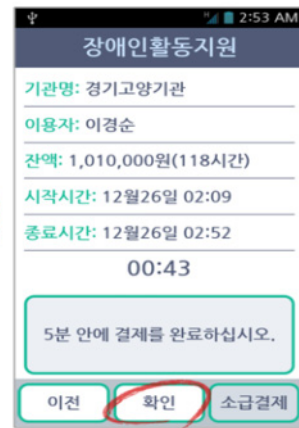 2:53 AM
장애인활동지원
기관명: 경기고양기관
이용자: 이경순
잔액: 1,010,000원(118시간)
시작시간: 12월26일 02:09
종료시간: 12월26일 02:52
00:43
5분 안에 결제를 완료하십시오.
이전 확인 소급결제